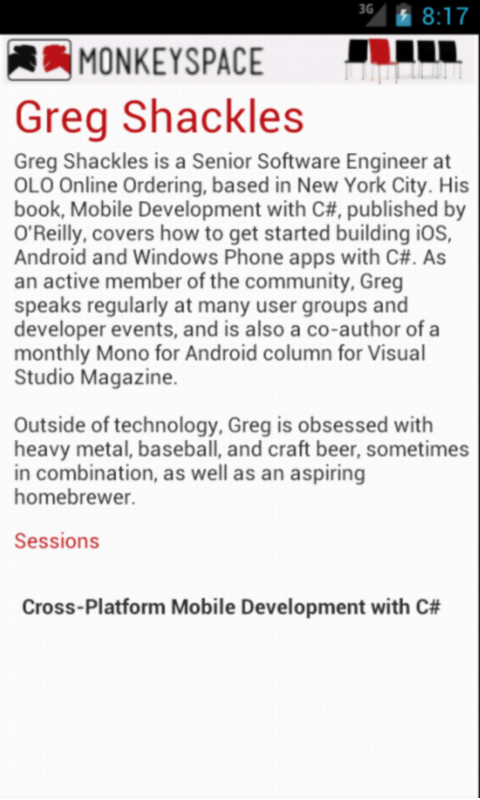 3G 8:17
MONKEYSPACE
Greg Shackles
Greg Shackles is a Senior Software Engineer at
OLO Online Ordering, based in New York City. His
book, Mobile Development with C#, published by
O'Reilly, covers how to get started building iOS,
Android and Windows Phone apps with C#. As
an active member of the community, Greg
speaks regularly at many user groups and
developer events, and is also a co-author of a
monthly Mono for Android column for Visual
Studio Magazine.
Outside of technology, Greg is obsessed with
heavy metal, baseball, and craft beer, sometimes
in combination, as well as an aspiring
homebrewer.
Sessions
Cross-Platform Mobile Development with C#